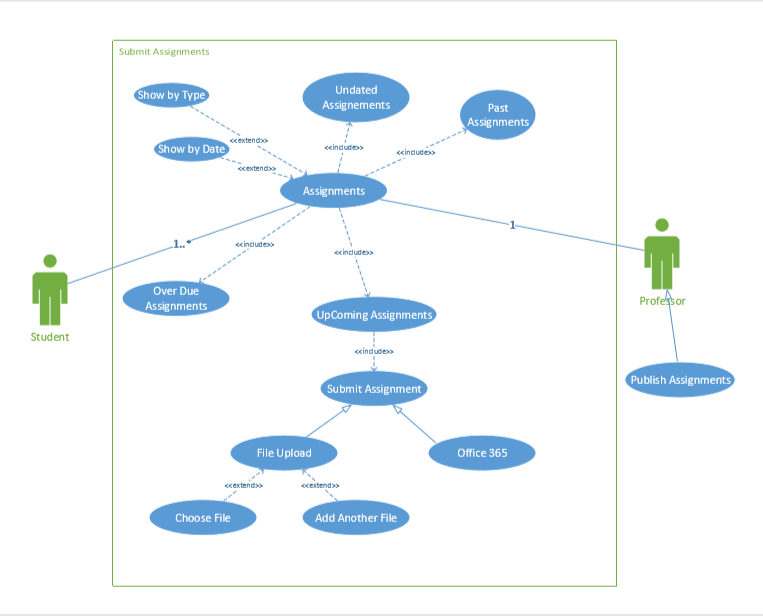 Submit Assignments
Show by Type
Undated
Assignements
Past
Assignments
<<extend>>
Show by Date
<<include>>
<<include>>
<<extend>>
Assignments
1..*
<<include>>
<<include>>
1
Over Due
Assignments
UpComing Assignments
Professor
Student
<<include>>
Submit Assignment
Publish Assignments
File Upload
Office 365
<<extend>>
<<extend>>
Choose File
Add Another File